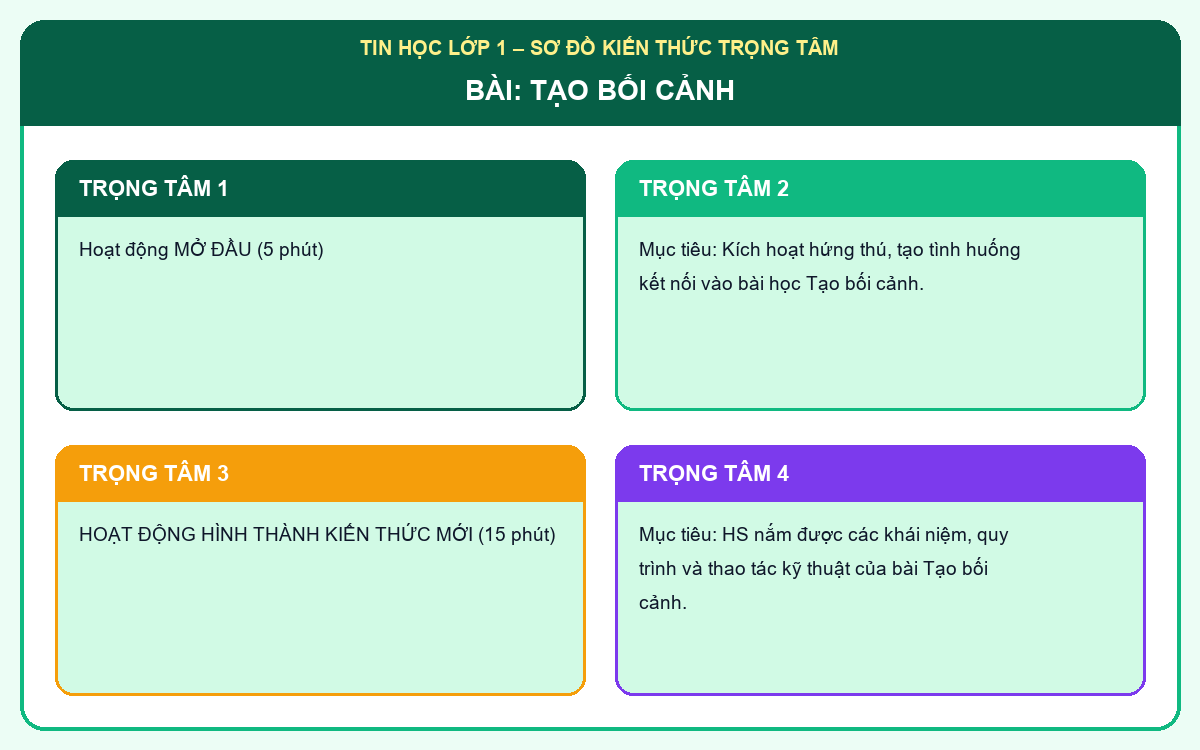 TIN HỌC LỚP 1 – SƠ ĐỒ KIẾN THỨC TRỌNG TÂM
BÀI: TẠO BỐI CẢNH
TRỌNG TÂM 1
Hoạt động MỞ ĐẦU (5 phút)
TRỌNG TÂM 2
Mục tiêu: Kích hoạt hứng thú, tạo tình huống
kết nối vào bài học Tạo bối cảnh.
TRỌNG TÂM 3
HOẠT ĐỘNG HÌNH THÀNH KIẾN THỨC MỚI (15 phút)
TRỌNG TÂM 4
Mục tiêu: HS nắm được các khái niệm, quy
trình và thao tác kỹ thuật của bài Tạo bối
cảnh.